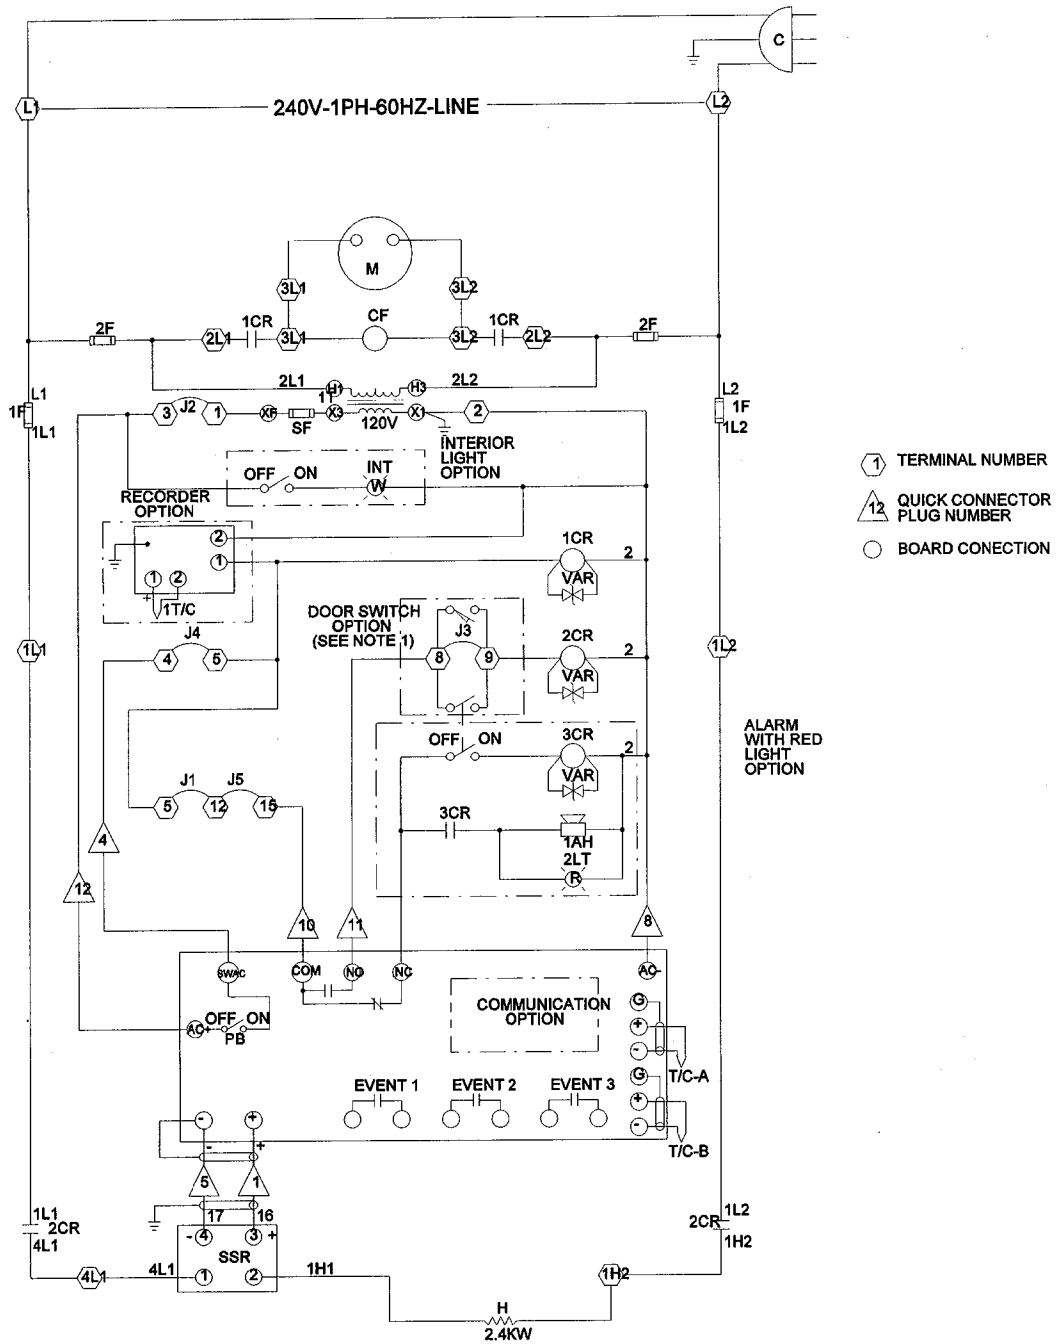 C
L1
240V-1PH-60HZ-LINE
L2
M
3L1
3L2
2F
2L1
1CR
3L1
CF
3L2
1CR
2L2
2F
2L1
H1
H3
2L2
L1
1F
1L1
3
J2
1
XF
SF
X3
1T
120V
X1
2
L2
1F
1L2
INTERIOR
LIGHT
OPTION
OFF ON
INT
W
1 TERMINAL NUMBER
12 QUICK CONNECTOR
PLUG NUMBER
BOARD CONECTION
RECORDER
OPTION
2
1
1 2
+
1T/C
1CR
VAR
2
DOOR SWITCH
OPTION
(SEE NOTE 1)
J3
8
9
2CR
VAR
2
1L1
J4
4 5
1L2
ALARM
WITH RED
LIGHT
OPTION
OFF ON
3CR
VAR
2
J1 J5
5 12 15
3CR
1AH
2LT
R
4
12
10
11
8
SWAC
COM
NO
NC
AC-
OFF ON
AC+
PB
COMMUNICATION
OPTION
G
+
-
T/C-A
G
+
-
T/C-B
EVENT 1
EVENT 2
EVENT 3
- +
- +
5 1
17 16
- 4 3 +
SSR
1 2
1L1
2CR
4L1
4L1
4L1
1H1
H
2.4KW
1H2
1L2
2CR
1H2